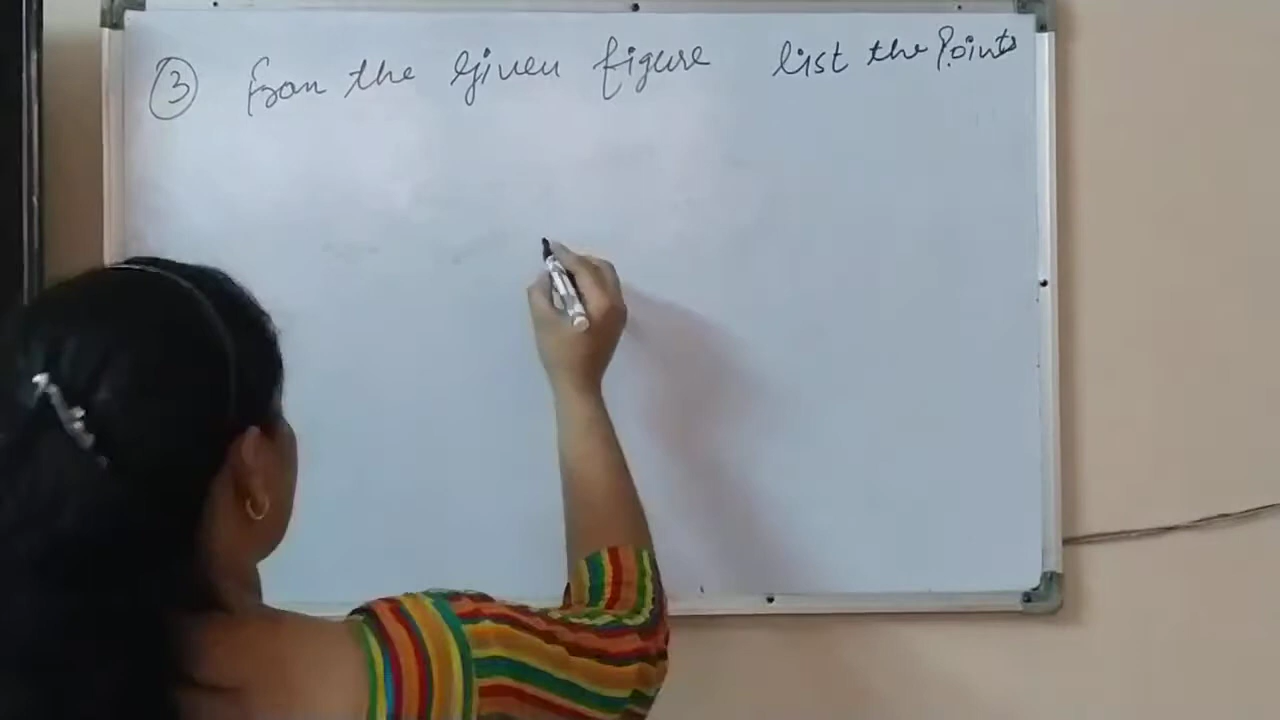 ③ from the given figure list the Points